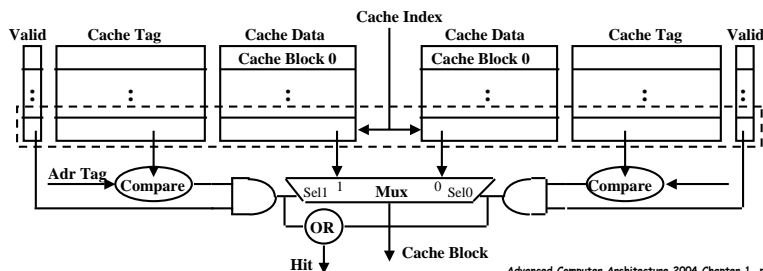 Cache Index
Valid Cache Tag Cache Data Cache Data Cache Tag Valid
Cache Block 0 Cache Block 0
Adr Tag Compare Sel1 1 Mux 0 Sel0 Compare
OR
Cache Block
Hit
Advanced Computer Architecture 2004 Chapter 1